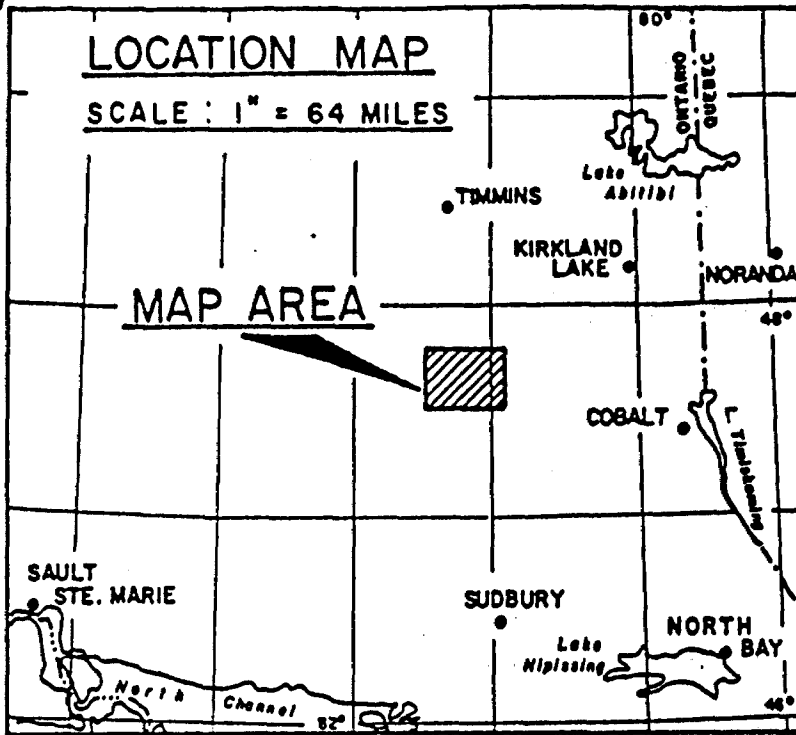 LOCATION MAP
SCALE : 1" = 64 MILES
80°
ONTARIO
QUEBEC
Lake
Abitibi
TIMMINS
KIRKLAND
LAKE
NORANDA
48°
MAP AREA
COBALT
L
Timiskaming
SAULT
STE. MARIE
SUDBURY
NORTH
BAY
Lake
Nipissing
North Channel
82°
46°